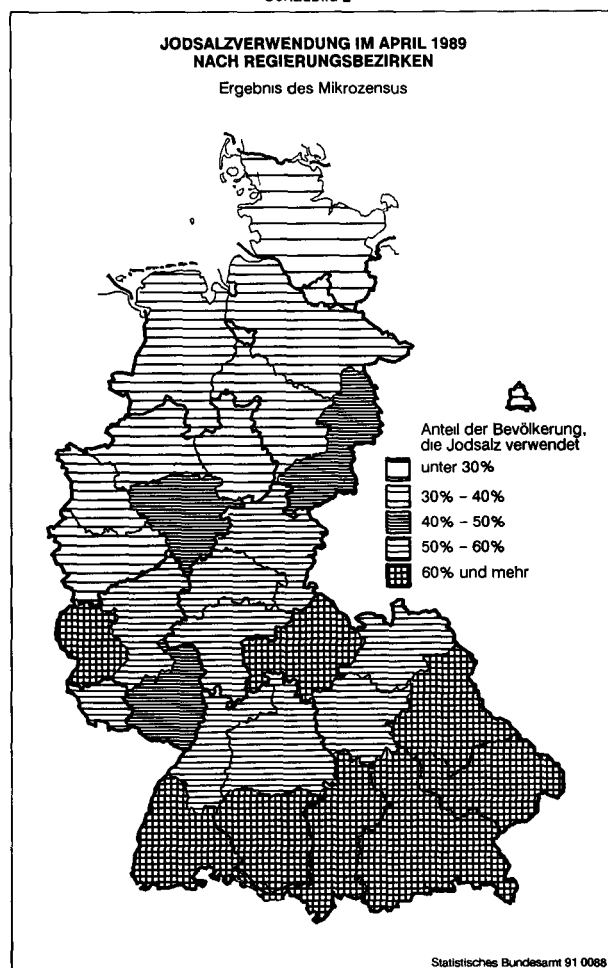 JODSALZVERWENDUNG IM APRIL 1989
NACH REGIERUNGSBEZIRKEN
Ergebnis des Mikrozensus
Anteil der Bevölkerung,
die Jodsalz verwendet
unter 30%
30% – 40%
40% – 50%
50% – 60%
60% und mehr
Statistisches Bundesamt 91 0088